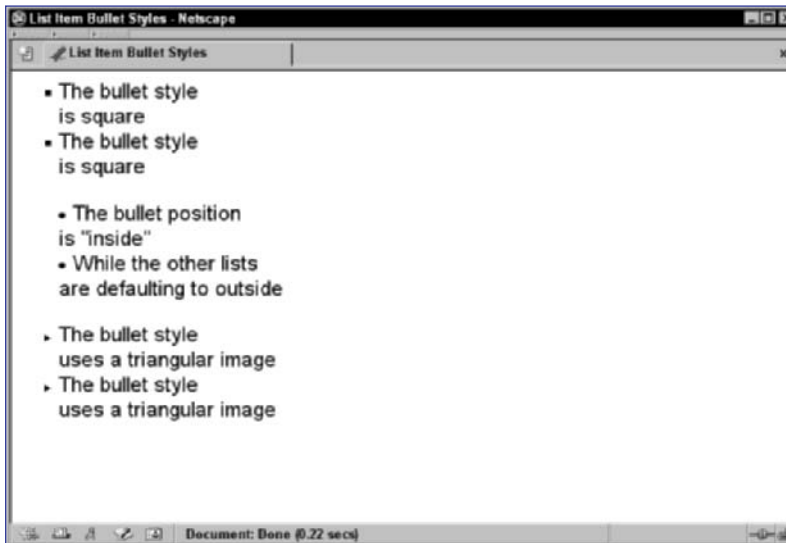 List Item Bullet Styles - Netscape
List Item Bullet Styles
The bullet style
is square
The bullet style
is square
The bullet position
is "inside"
While the other lists
are defaulting to outside
The bullet style
uses a triangular image
The bullet style
uses a triangular image
Document: Done (0.22 secs)